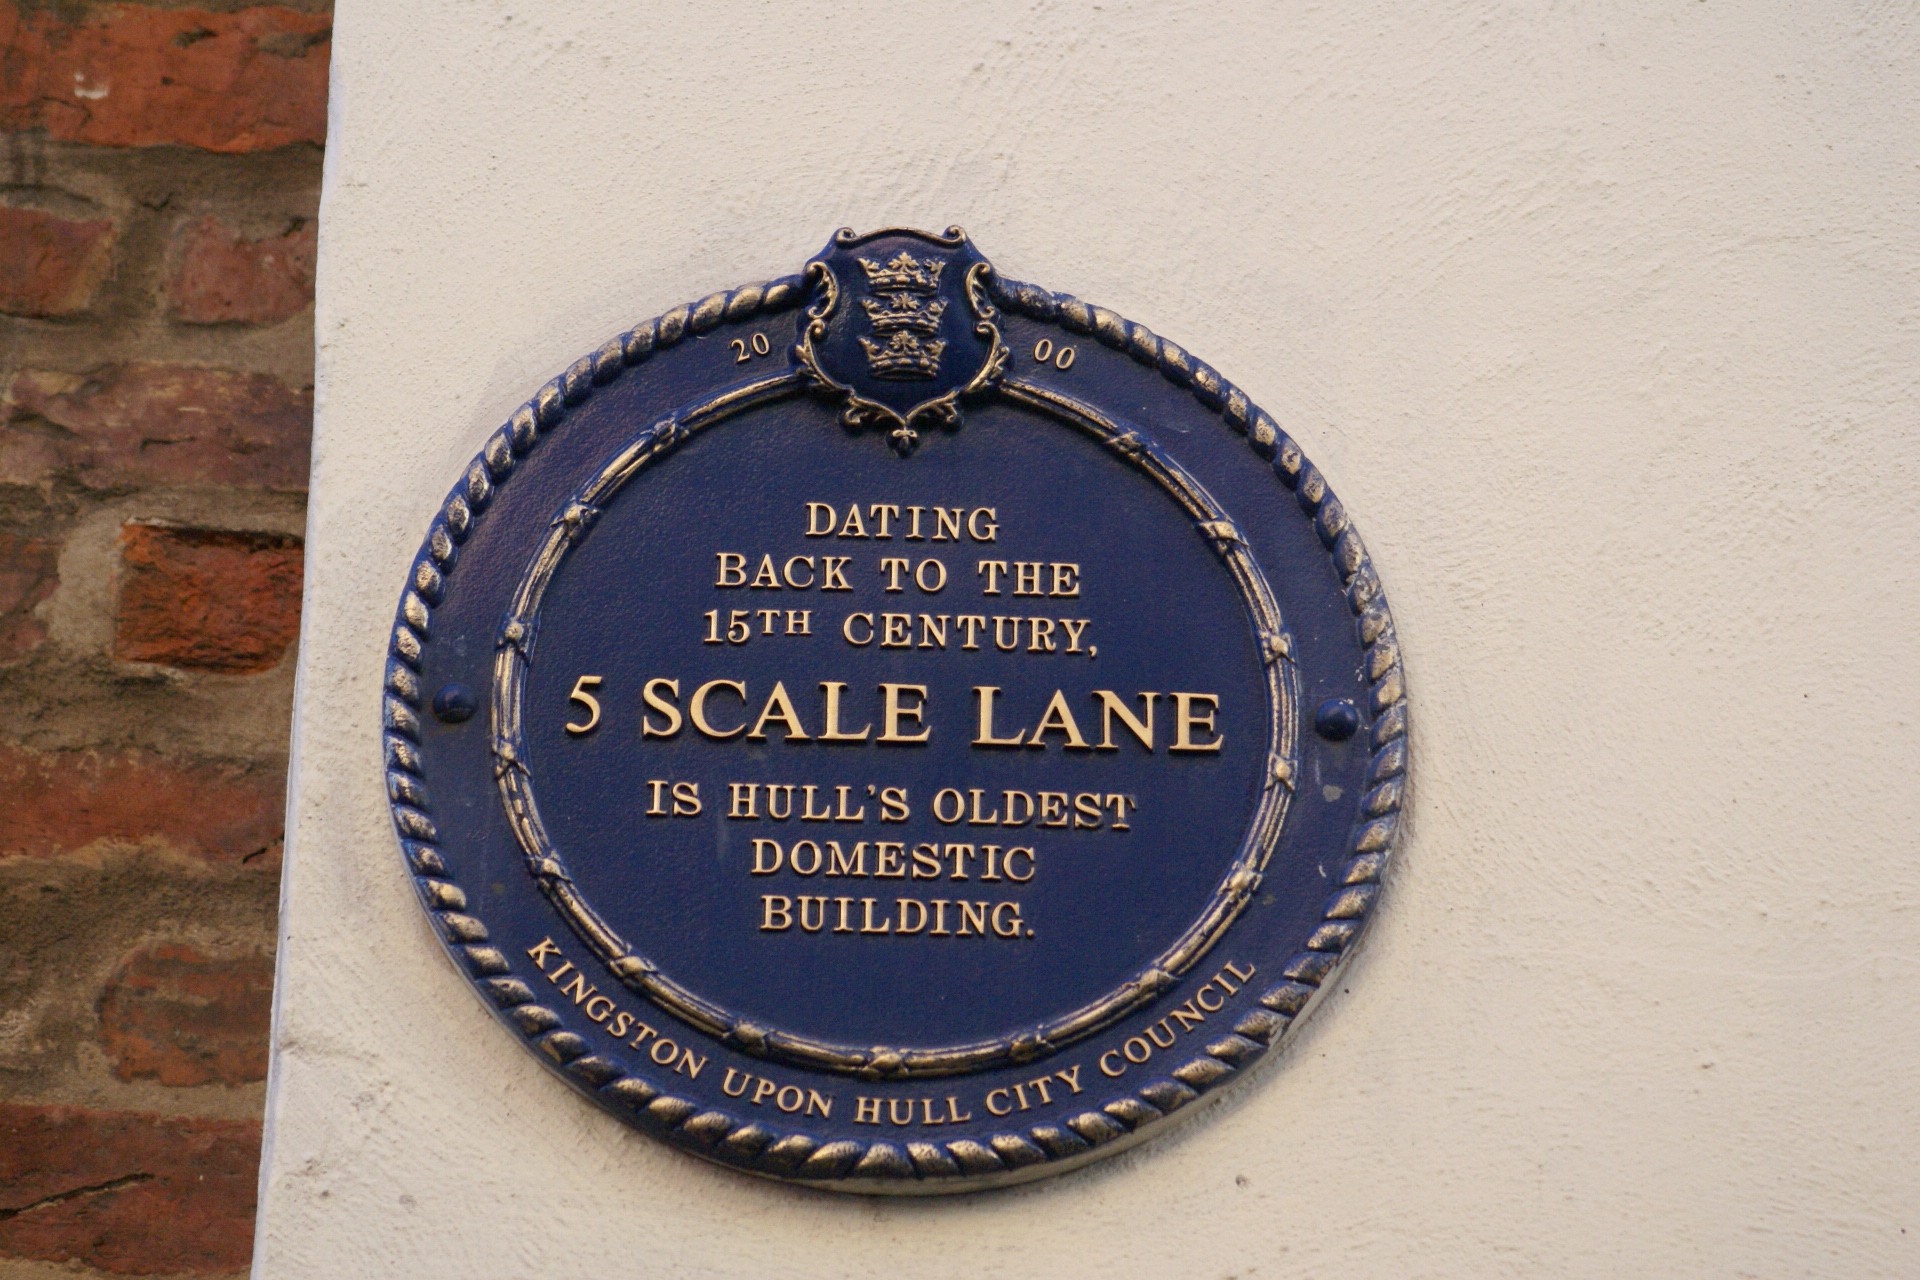 20 00
DATING
BACK TO THE
15TH CENTURY,
5 SCALE LANE
IS HULL'S OLDEST
DOMESTIC
BUILDING.
KINGSTON UPON HULL CITY COUNCIL